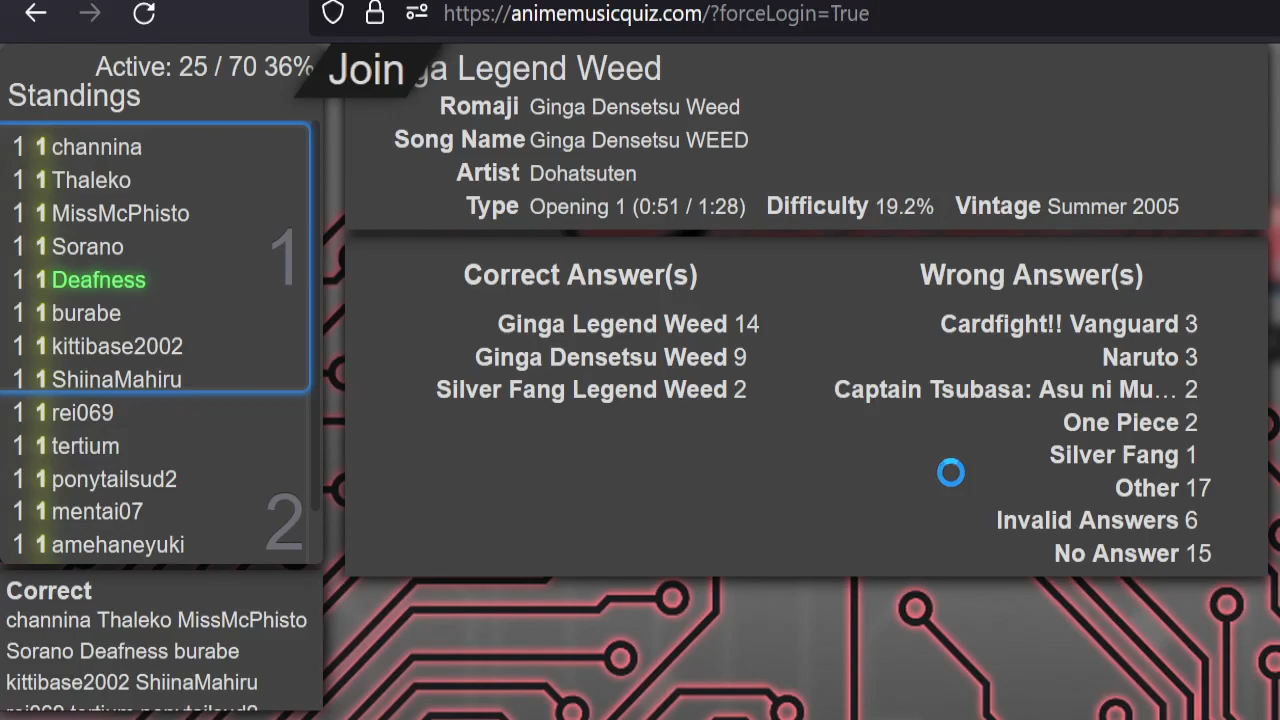 https://animemusicquiz.com/?forceLogin=True
Active: 25 / 70 36%
Standings
1 1 channina
1 1 Thaleko
1 1 MissMcPhisto
1 1 Sorano
1 1 Deafness
1 1 burabe
1 1 kittibase2002
1 1 ShiinaMahiru
1
1 1 rei069
1 1 tertium
1 1 ponytailsud2
1 1 mentai07
1 1 amehaneyuki
2
Correct
channina Thaleko MissMcPhisto
Sorano Deafness burabe
kittibase2002 ShiinaMahiru
rei069 tertium ponytailsud2
Join
ga Legend Weed
Romaji Ginga Densetsu Weed
Song Name Ginga Densetsu WEED
Artist Dohatsuten
Type Opening 1 (0:51 / 1:28) Difficulty 19.2% Vintage Summer 2005
Correct Answer(s)
Ginga Legend Weed 14
Ginga Densetsu Weed 9
Silver Fang Legend Weed 2
Wrong Answer(s)
Cardfight!! Vanguard 3
Naruto 3
Captain Tsubasa: Asu ni Mu... 2
One Piece 2
Silver Fang 1
Other 17
Invalid Answers 6
No Answer 15